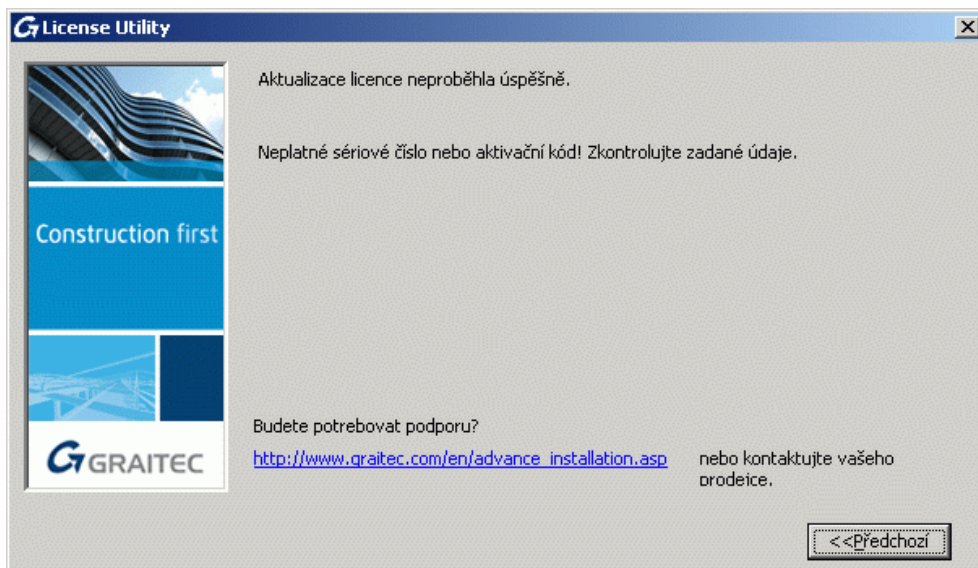 License Utility
Aktualizace licence neproběhla úspěšně.
Neplatné sériové číslo nebo aktivační kód! Zkontrolujte zadané údaje.
Construction first
GRAITEC
Budete potrebovat podporu?
http://www.graitec.com/en/advance_installation.asp
nebo kontaktujte vašeho
prodejce.
<<Předchozí